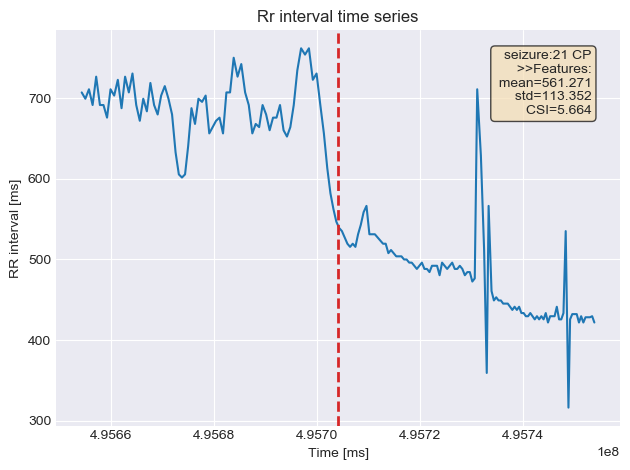 Rr interval time series
seizure:21 CP
>>Features:
mean=561.271
std=113.352
CSI=5.664
RR interval [ms]
700
600
500
400
300
4.9566 4.9568 4.9570 4.9572 4.9574
1e8
Time [ms]